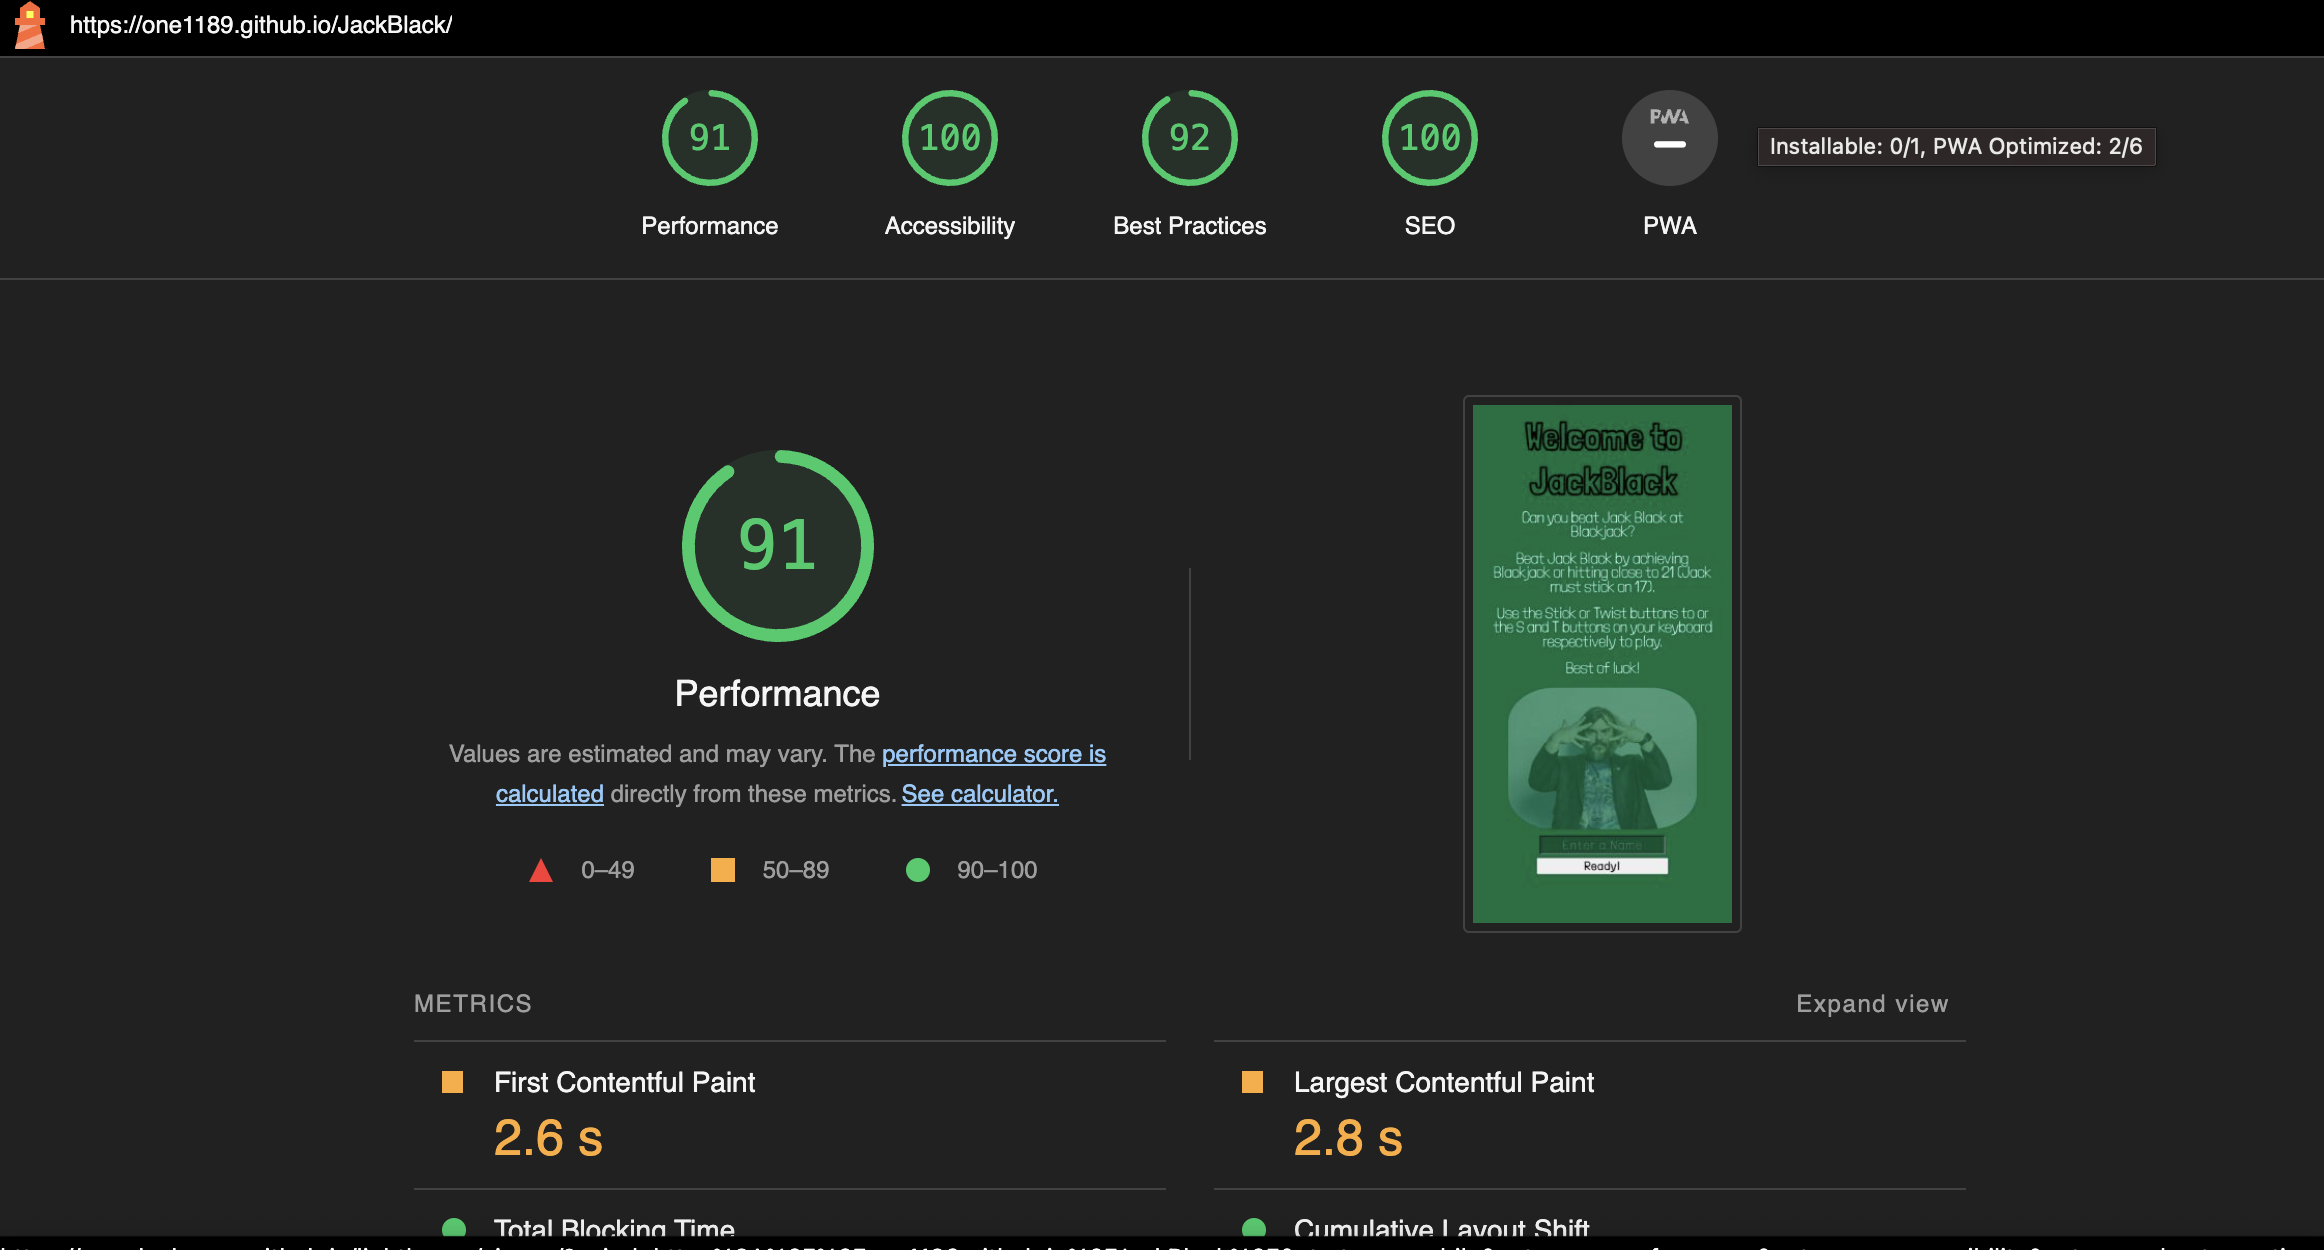 https://one1189.github.io/JackBlack/
91
100
92
100
PWA
Installable: 0/1, PWA Optimized: 2/6
Performance
Accessibility
Best Practices
SEO
PWA
91
Performance
Values are estimated and may vary. The performance score is
calculated directly from these metrics. See calculator.
0–49
50–89
90–100
Welcome to
JackBlack
Can you beat Jack Black at
Blackjack?
Beat Jack Black by achieving
Blackjack or hitting close to 21 (Jack
must stick on 17).
Use the Stick or Twist buttons to or
the S and T buttons on your keyboard
respectively to play.
Best of luck!
Enter a Name
Ready!
METRICS
Expand view
First Contentful Paint
2.6 s
Largest Contentful Paint
2.8 s
Total Blocking Time
Cumulative Layout Shift